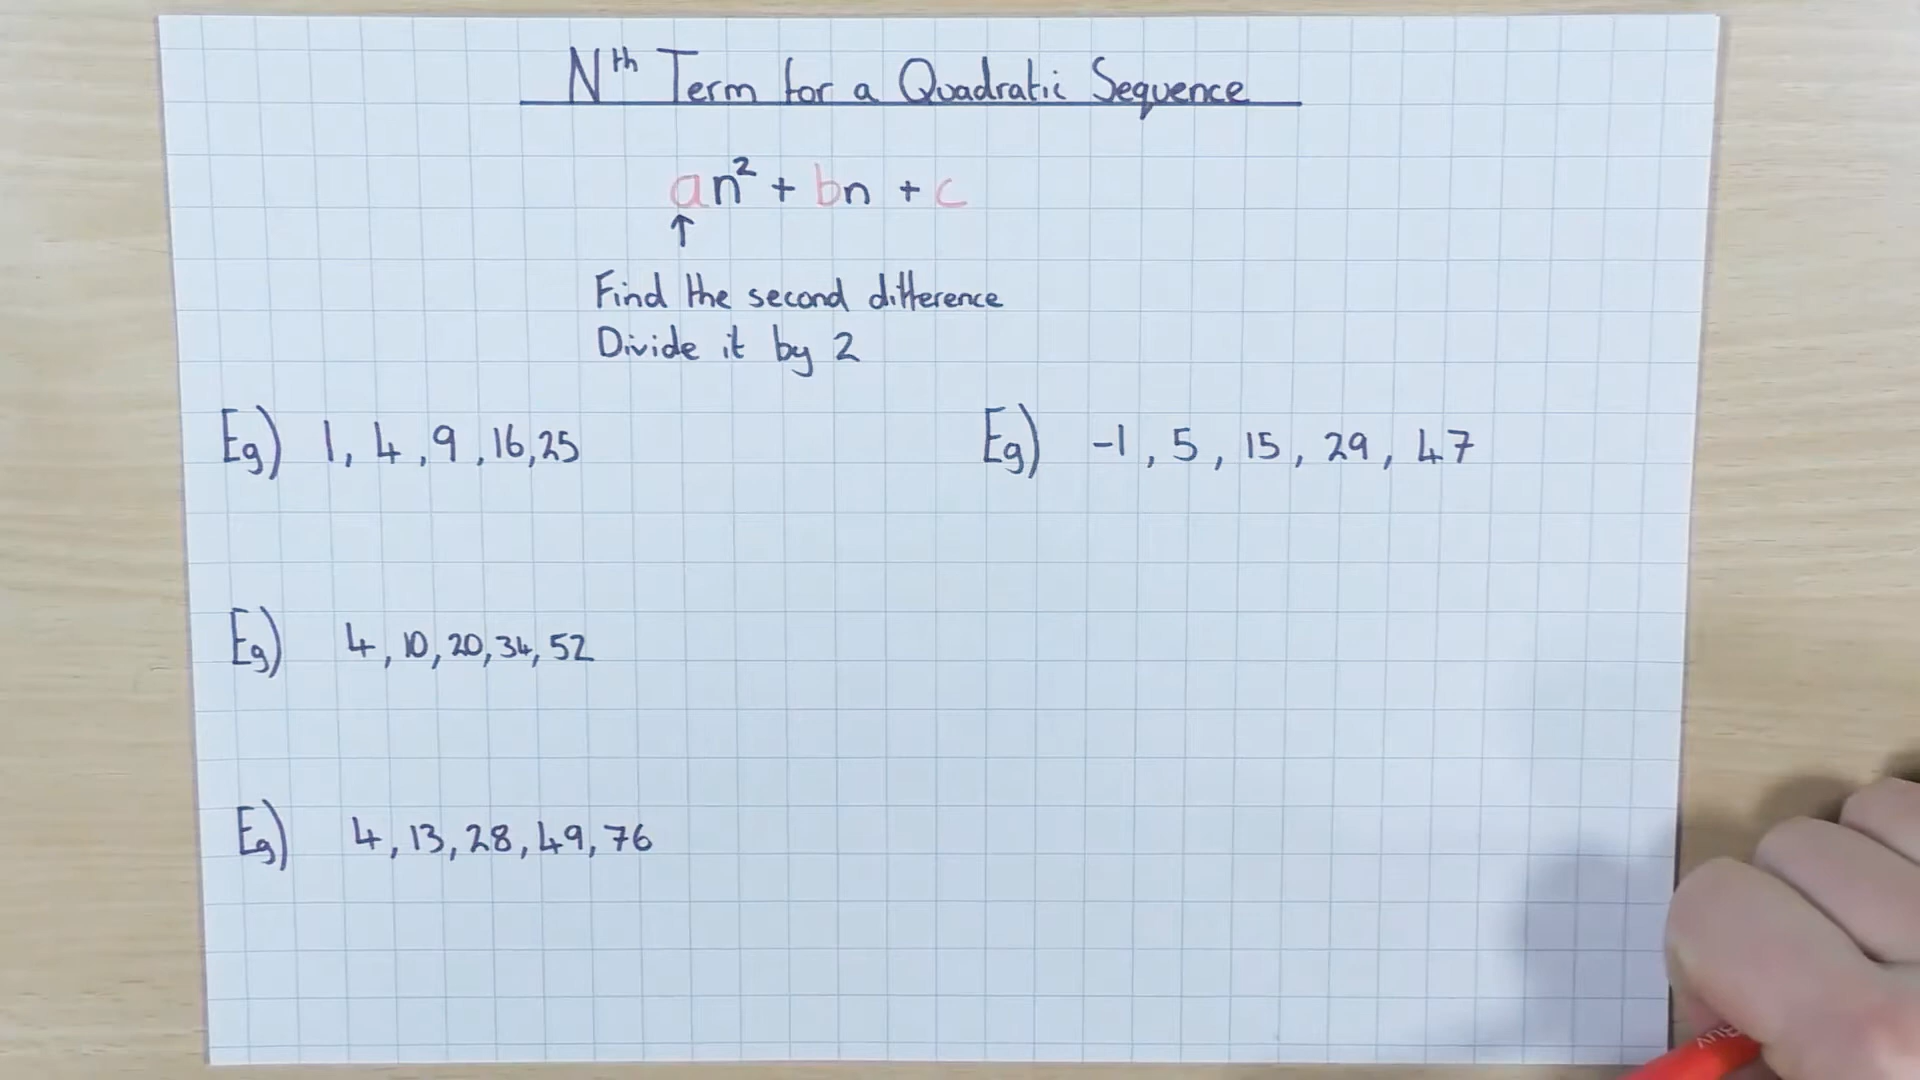 Nth Term for a Quadratic Sequence
an² + bn + c
↑
Find the second difference
Divide it by 2
Eg) 1, 4, 9, 16, 25
Eg) -1, 5, 15, 29, 47
Eg) 4, 10, 20, 34, 52
Eg) 4, 13, 28, 49, 76